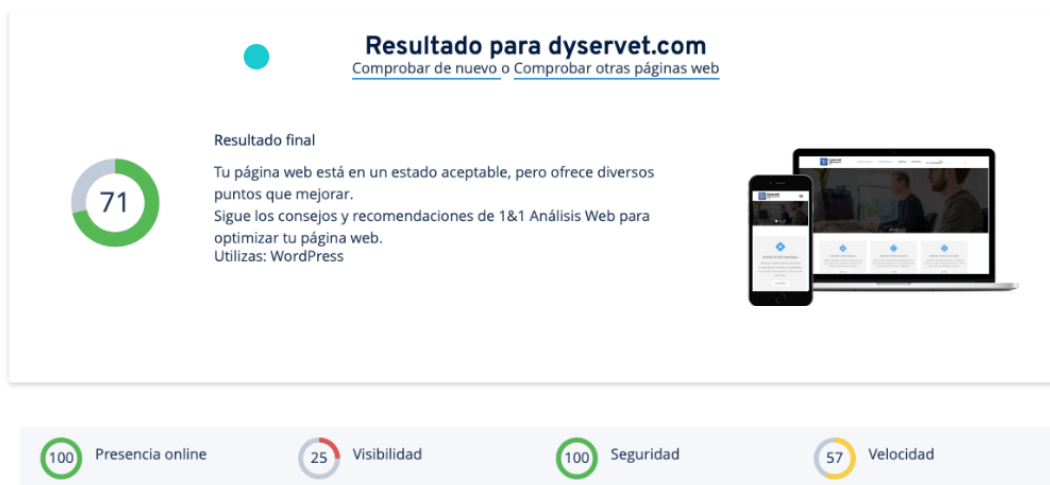 Resultado para dyservet.com
Comprobar de nuevo o Comprobar otras páginas web
Resultado final
71
Tu página web está en un estado aceptable, pero ofrece diversos
puntos que mejorar.
Sigue los consejos y recomendaciones de 1&1 Análisis Web para
optimizar tu página web.
Utilizas: WordPress
100 Presencia online
25 Visibilidad
100 Seguridad
57 Velocidad